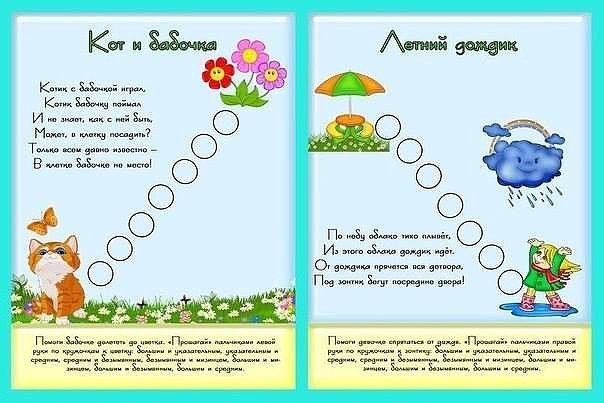 Кот и бабочка
Котик с бабочкой играл,
Котик бабочку поймал
И не знает, как с ней быть,
Может, в клетку посадить?
Только всем давно известно –
В клетке бабочке не место!
Помоги бабочке долететь до цветка. «Прошагай» пальчиками левой
руки по кружочкам к цветку: большим и указательным, указательным и
средним, средним и безымянным, безымянным и мизинцем, большим и ми-
зинцем, большим и безымянным, большим и средним.
Летний дождик
По небу облако тихо плывёт,
Из этого облака дождик идёт.
От дождика прячется вся детвора,
Под зонтик бегут посредине двора!
Помоги девочке спрятаться от дождя. «Прошагай» пальчиками правой
руки по кружочкам к зонтику: большим и указательным, указательным и
средним, средним и безымянным, безымянным и мизинцем, большим и ми-
зинцем, большим и безымянным, большим и средним.